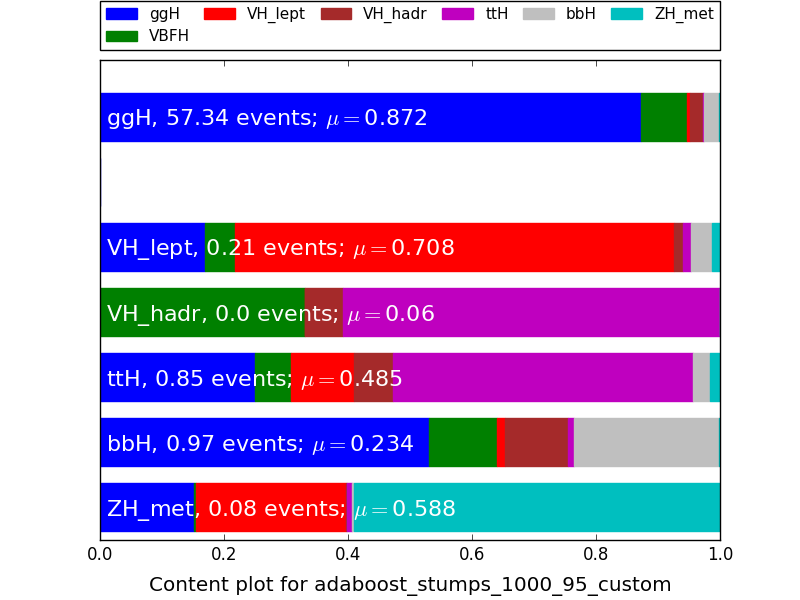 ggH VH_lept VH_hadr ttH bbH ZH_met
VBFH
ggH, 57.34 events; μ = 0.872
VH_lept, 0.21 events; μ = 0.708
VH_hadr, 0.0 events; μ = 0.06
ttH, 0.85 events; μ = 0.485
bbH, 0.97 events; μ = 0.234
ZH_met, 0.08 events; μ = 0.588
0.0 0.2 0.4 0.6 0.8 1.0
Content plot for adaboost_stumps_1000_95_custom